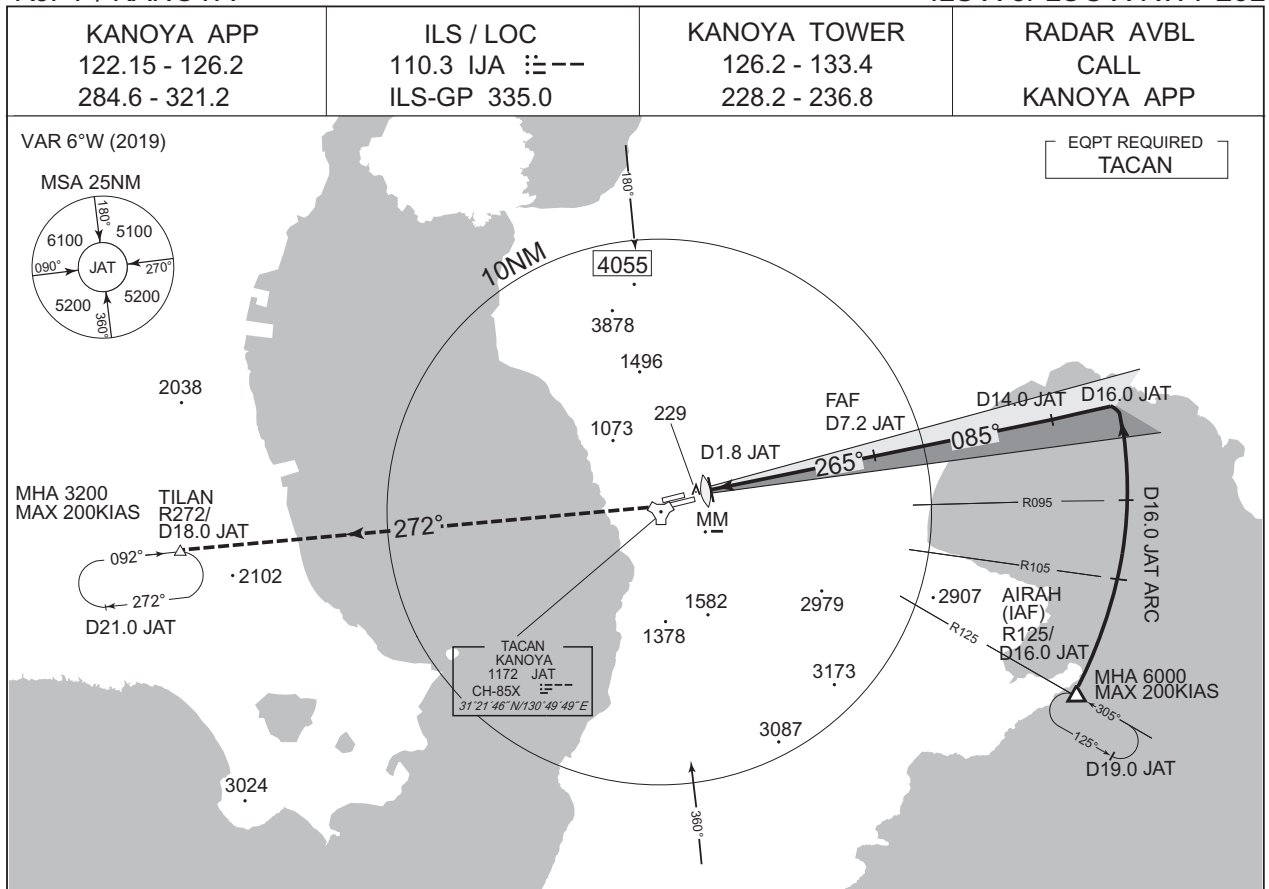 KANOYA APP
122.15 - 126.2
284.6 - 321.2
ILS / LOC
110.3 IJA
ILS-GP 335.0
KANOYA TOWER
126.2 - 133.4
228.2 - 236.8
RADAR AVBL
CALL
KANOYA APP
VAR 6°W (2019)
EQPT REQUIRED
TACAN
MSA 25NM
180°
6100
5100
090°
JAT
270°
5200
5200
360°
180°
10NM
4055
3878
1496
2038
229
1073
FAF
D7.2 JAT
D14.0 JAT
D16.0 JAT
D1.8 JAT
265°
085°
MHA 3200
MAX 200KIAS
TILAN
R272/
D18.0 JAT
272°
MM
R095
D16.0 JAT ARC
092°
272°
D21.0 JAT
2102
R105
1582
2979
2907
AIRAH
(IAF)
R125/
D16.0 JAT
1378
R125
TACAN
KANOYA
1172 JAT
CH-85X
31°21´46˝N/130°49´49˝E
3173
MHA 6000
MAX 200KIAS
305°
125°
D19.0 JAT
3087
3024
360°